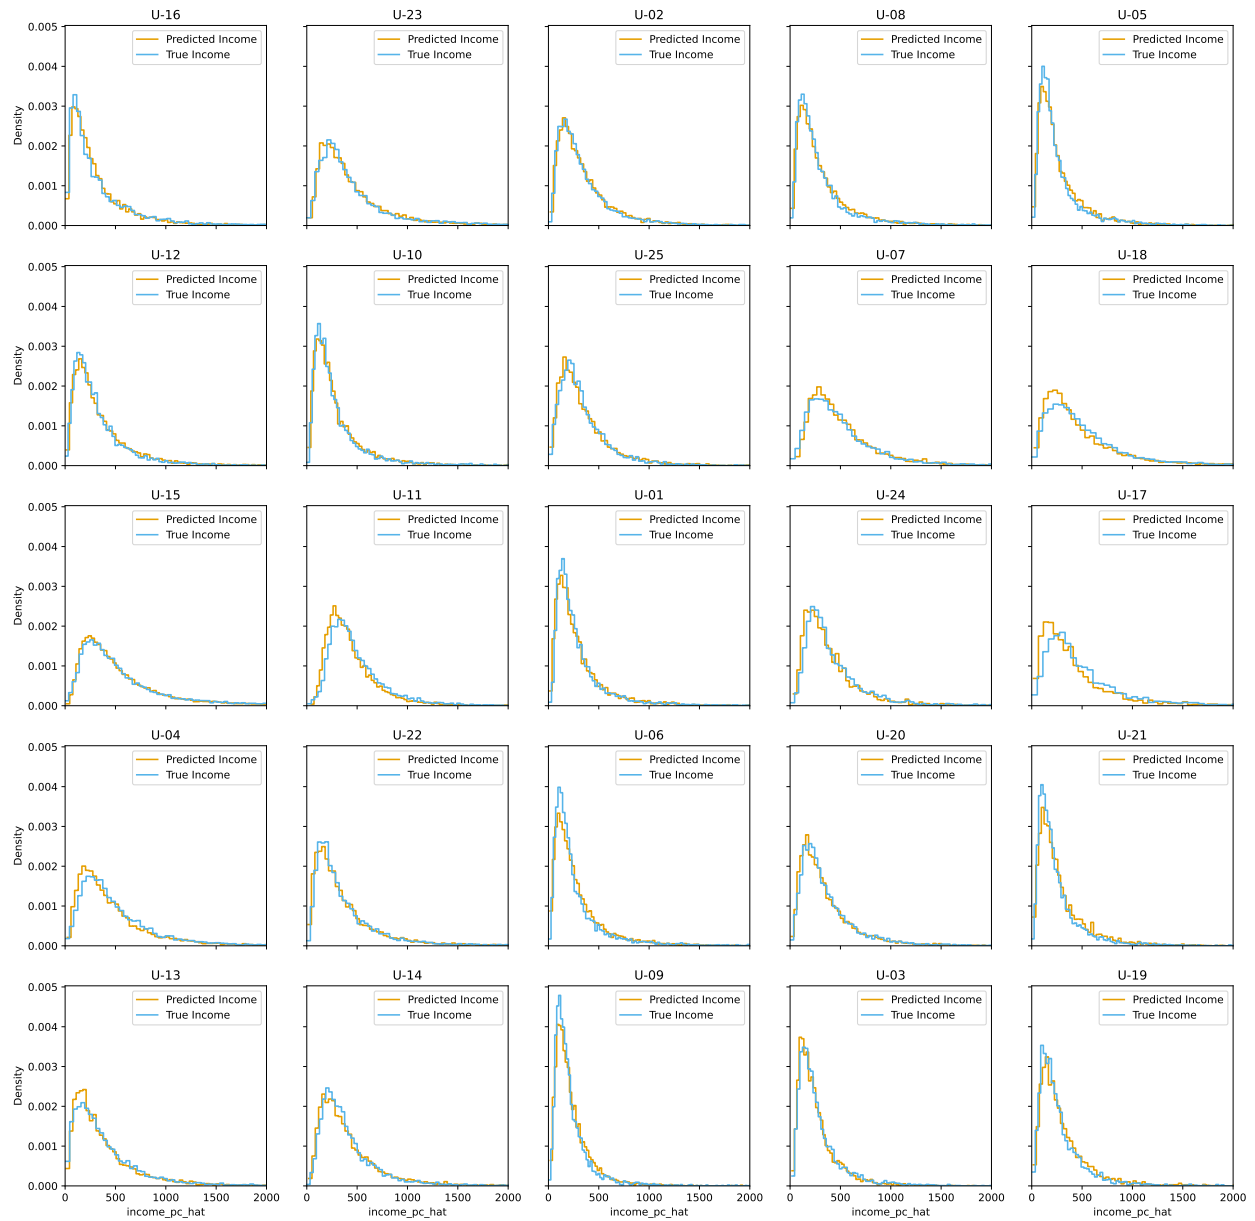 U-16 U-23 U-02 U-08 U-05
0.005
0.004
0.003
0.002
0.001
0.000
Density
Predicted Income
True Income
Predicted Income
True Income
Predicted Income
True Income
Predicted Income
True Income
Predicted Income
True Income
U-12 U-10 U-25 U-07 U-18
0.005
0.004
0.003
0.002
0.001
0.000
Density
Predicted Income
True Income
Predicted Income
True Income
Predicted Income
True Income
Predicted Income
True Income
Predicted Income
True Income
U-15 U-11 U-01 U-24 U-17
0.005
0.004
0.003
0.002
0.001
0.000
Density
Predicted Income
True Income
Predicted Income
True Income
Predicted Income
True Income
Predicted Income
True Income
Predicted Income
True Income
U-04 U-22 U-06 U-20 U-21
0.005
0.004
0.003
0.002
0.001
0.000
Density
Predicted Income
True Income
Predicted Income
True Income
Predicted Income
True Income
Predicted Income
True Income
Predicted Income
True Income
U-13 U-14 U-09 U-03 U-19
0.005
0.004
0.003
0.002
0.001
0.000
Density
Predicted Income
True Income
Predicted Income
True Income
Predicted Income
True Income
Predicted Income
True Income
Predicted Income
True Income
0 500 1000 1500 2000
income_pc_hat
0 500 1000 1500 2000
income_pc_hat
0 500 1000 1500 2000
income_pc_hat
0 500 1000 1500 2000
income_pc_hat
0 500 1000 1500 2000
income_pc_hat